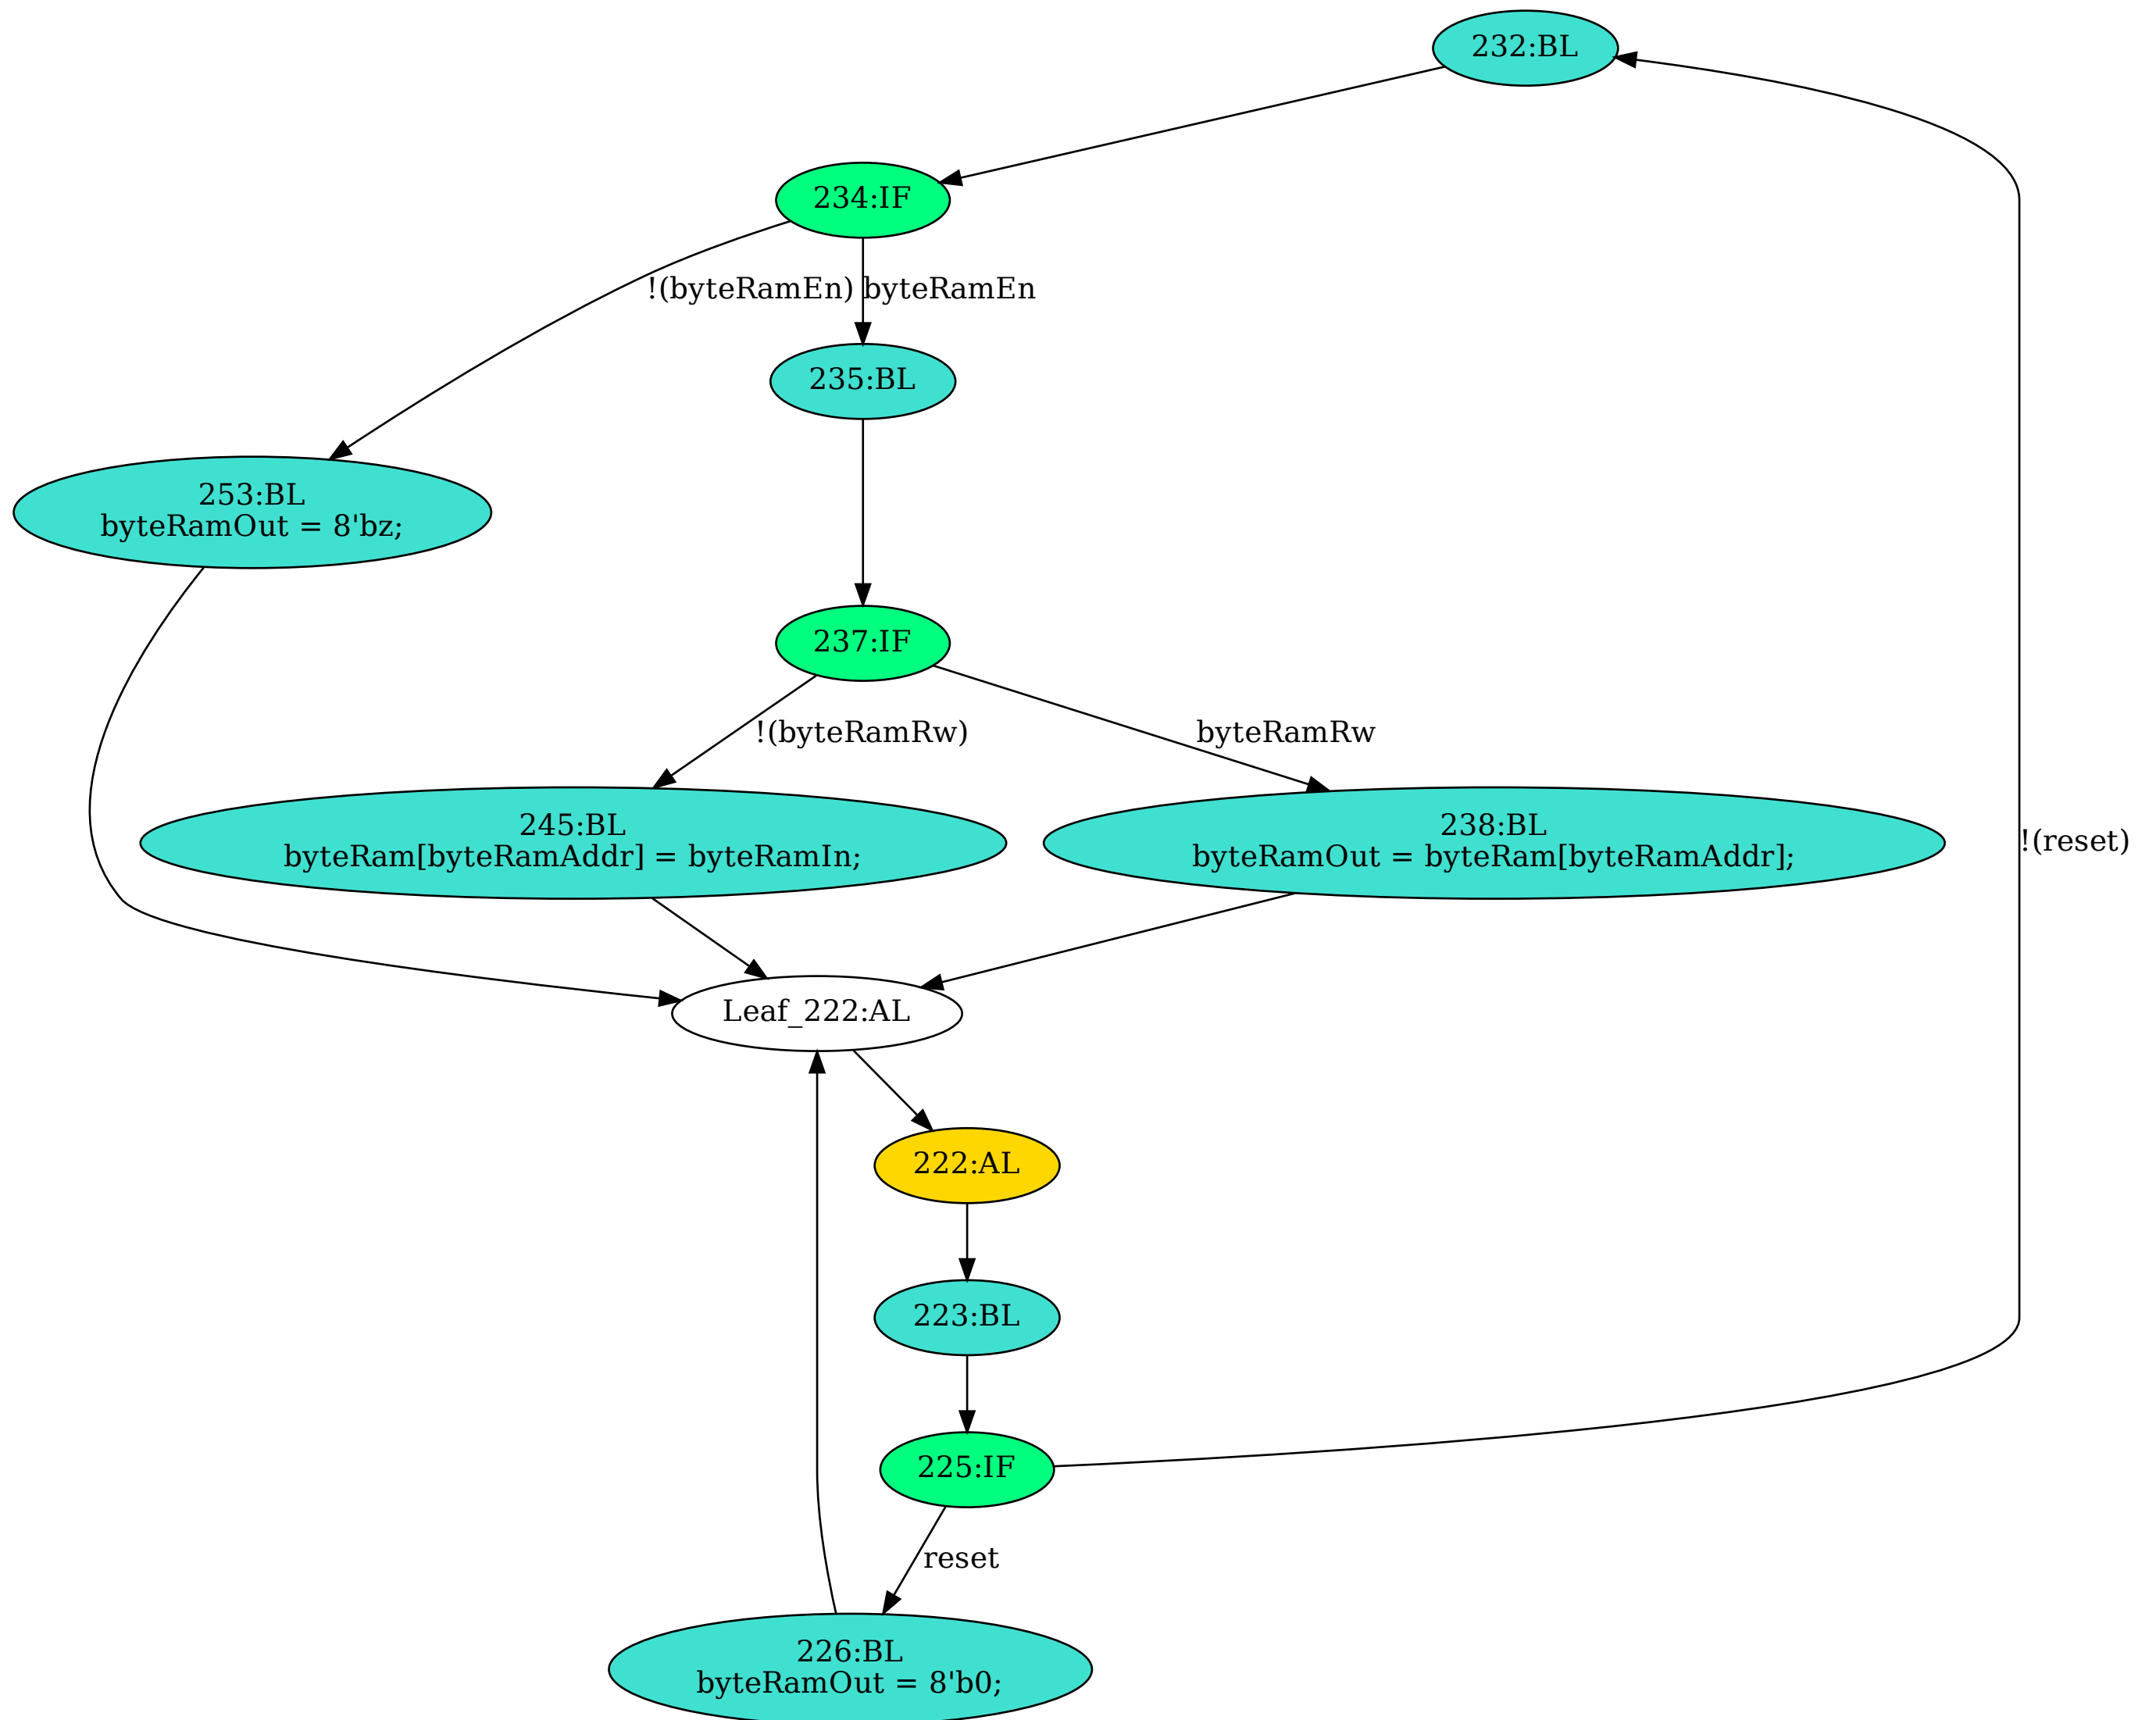 232:BL
234:IF
!(byteRamEn)
byteRamEn
235:BL
253:BL
byteRamOut = 8'bz;
237:IF
!(byteRamRw)
byteRamRw
245:BL
byteRam[byteRamAddr] = byteRamIn;
238:BL
byteRamOut = byteRam[byteRamAddr];
!(reset)
Leaf_222:AL
222:AL
223:BL
225:IF
reset
226:BL
byteRamOut = 8'b0;